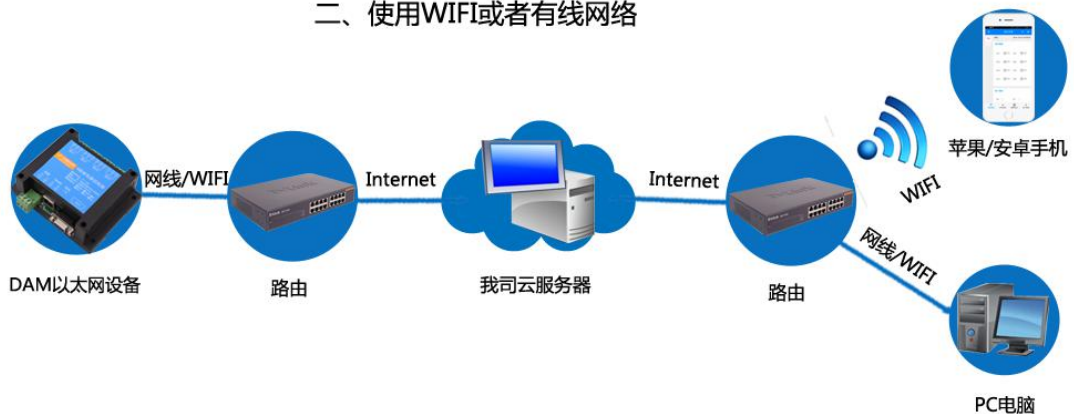 二、使用WIFI或者有线网络
苹果/安卓手机
网线/WIFI
Internet
Internet
WIFI
网线/WIFI
DAM以太网设备
路由
我司云服务器
路由
PC电脑